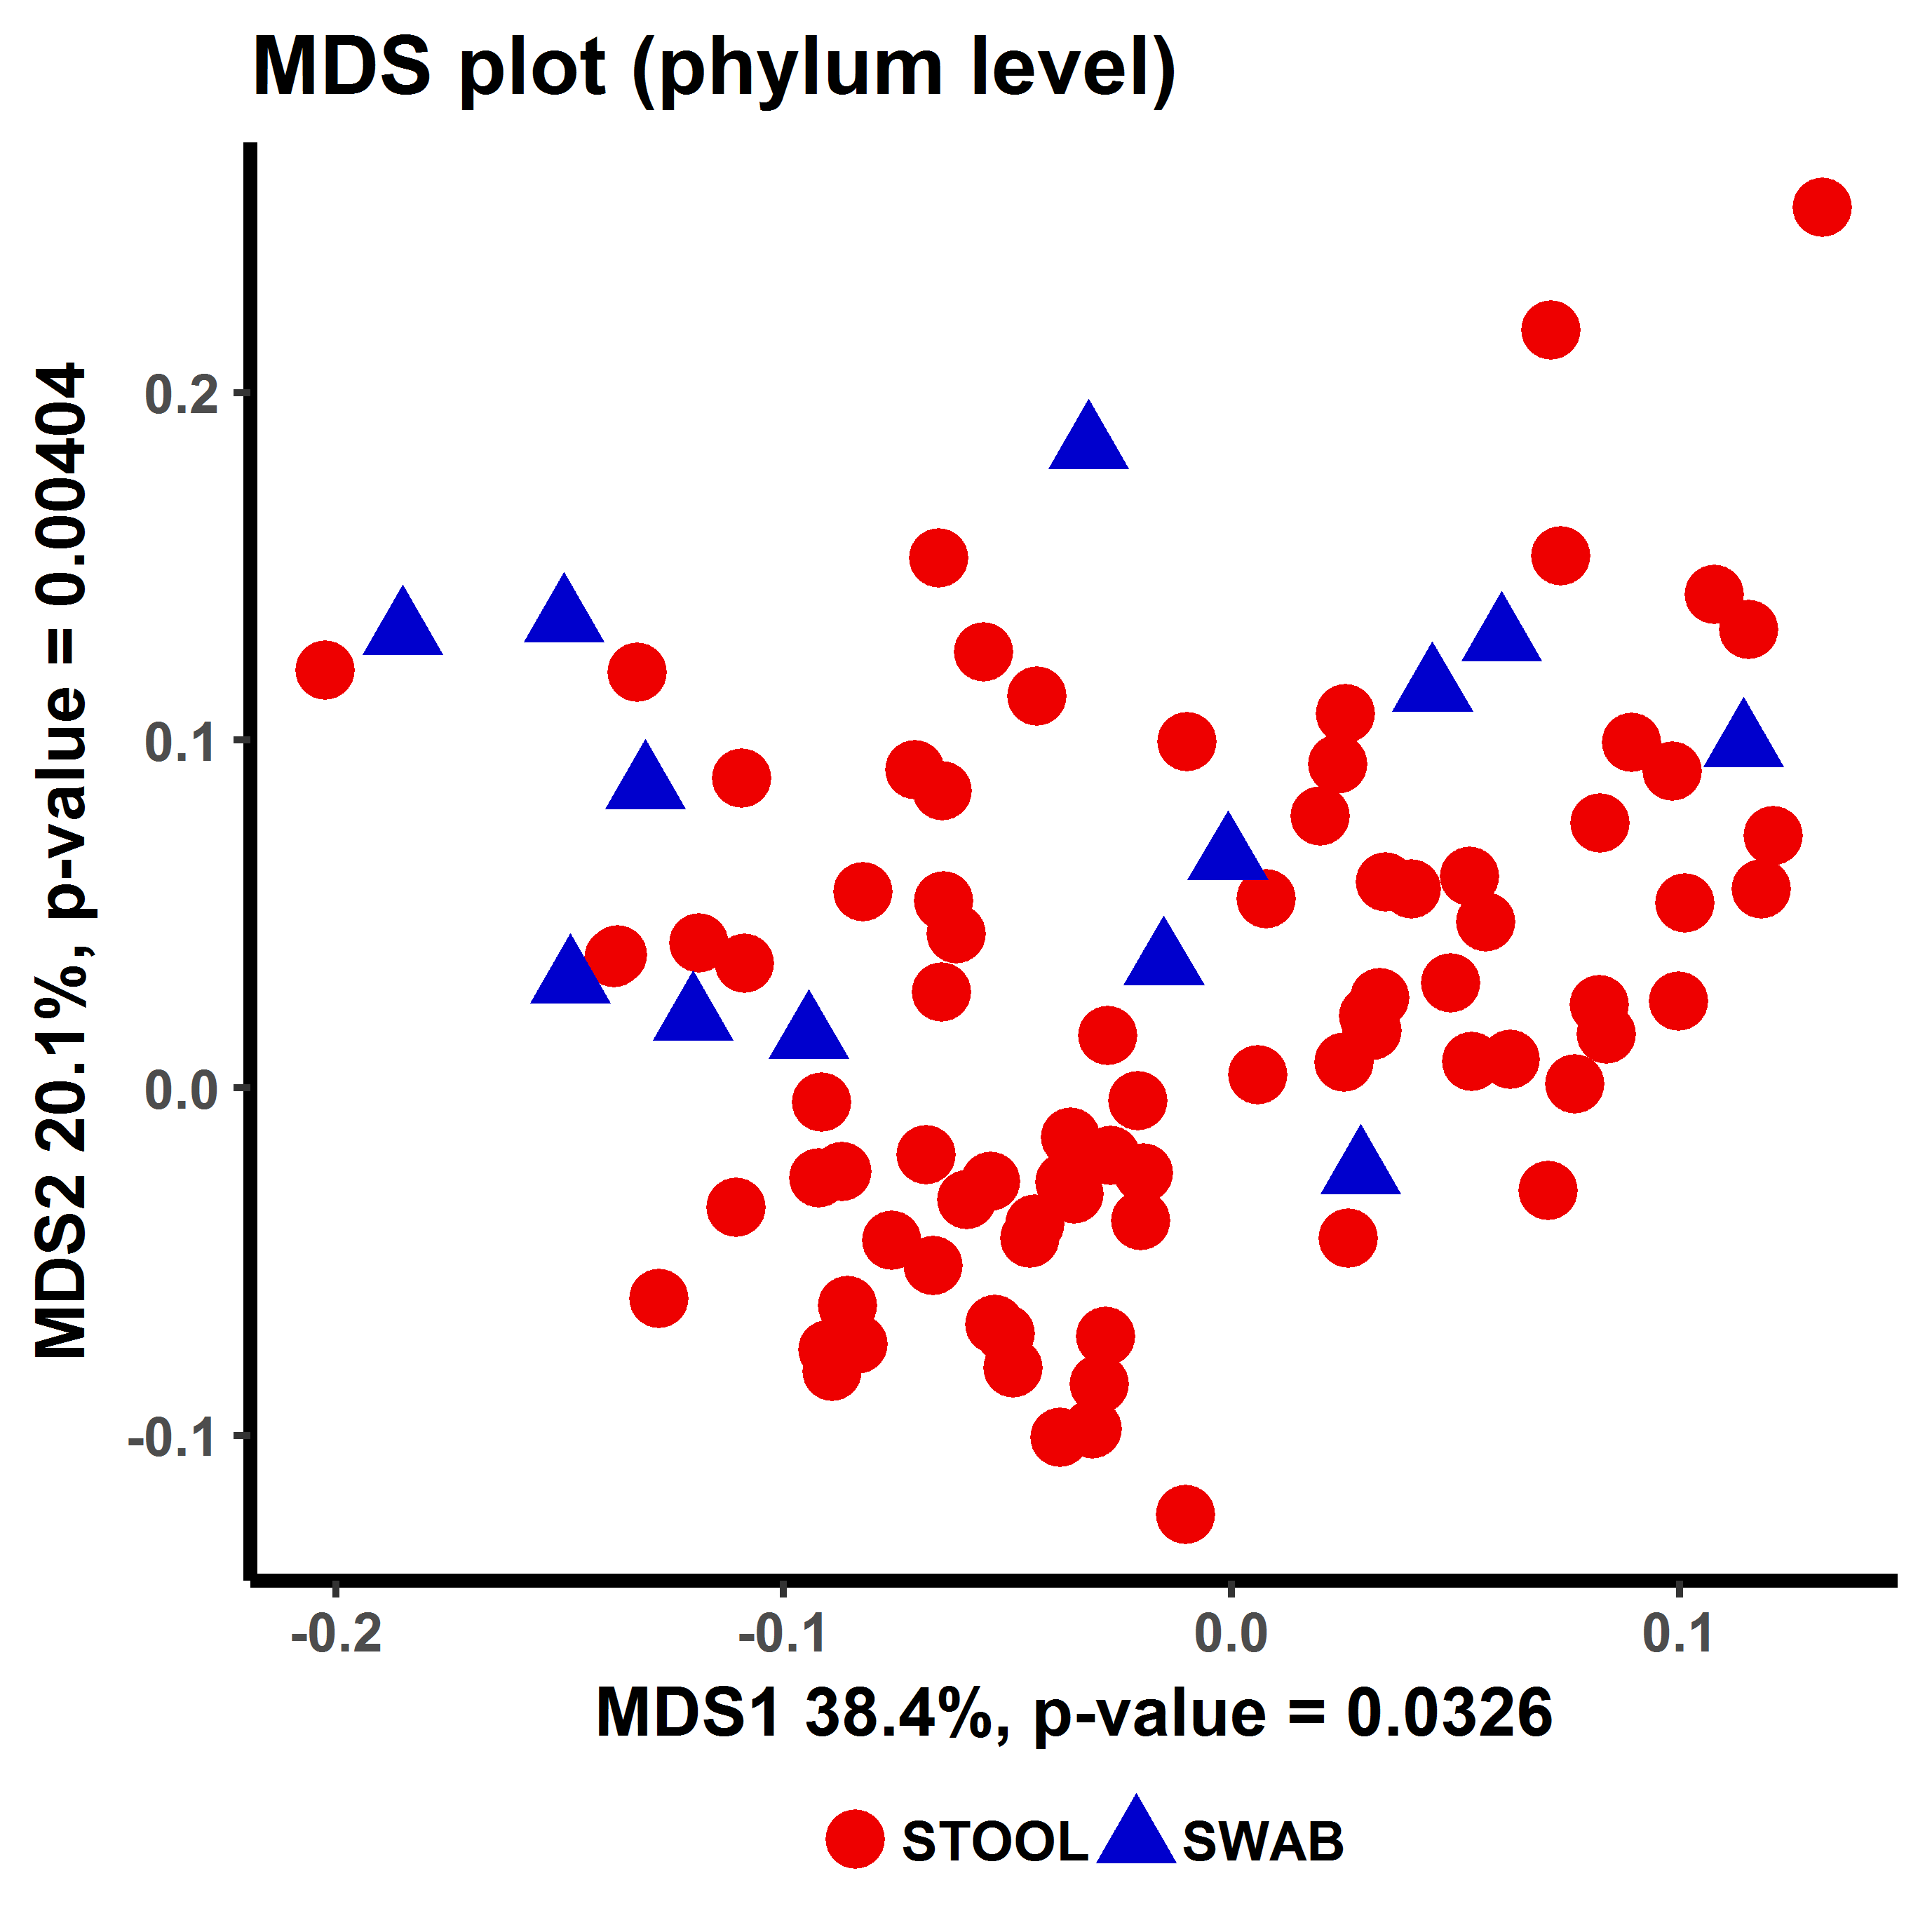 MDS plot (phylum level)
MDS2 20.1%, p-value = 0.00404
0.2
0.1
0.0
-0.1
-0.2 -0.1 0.0 0.1
MDS1 38.4%, p-value = 0.0326
STOOL SWAB